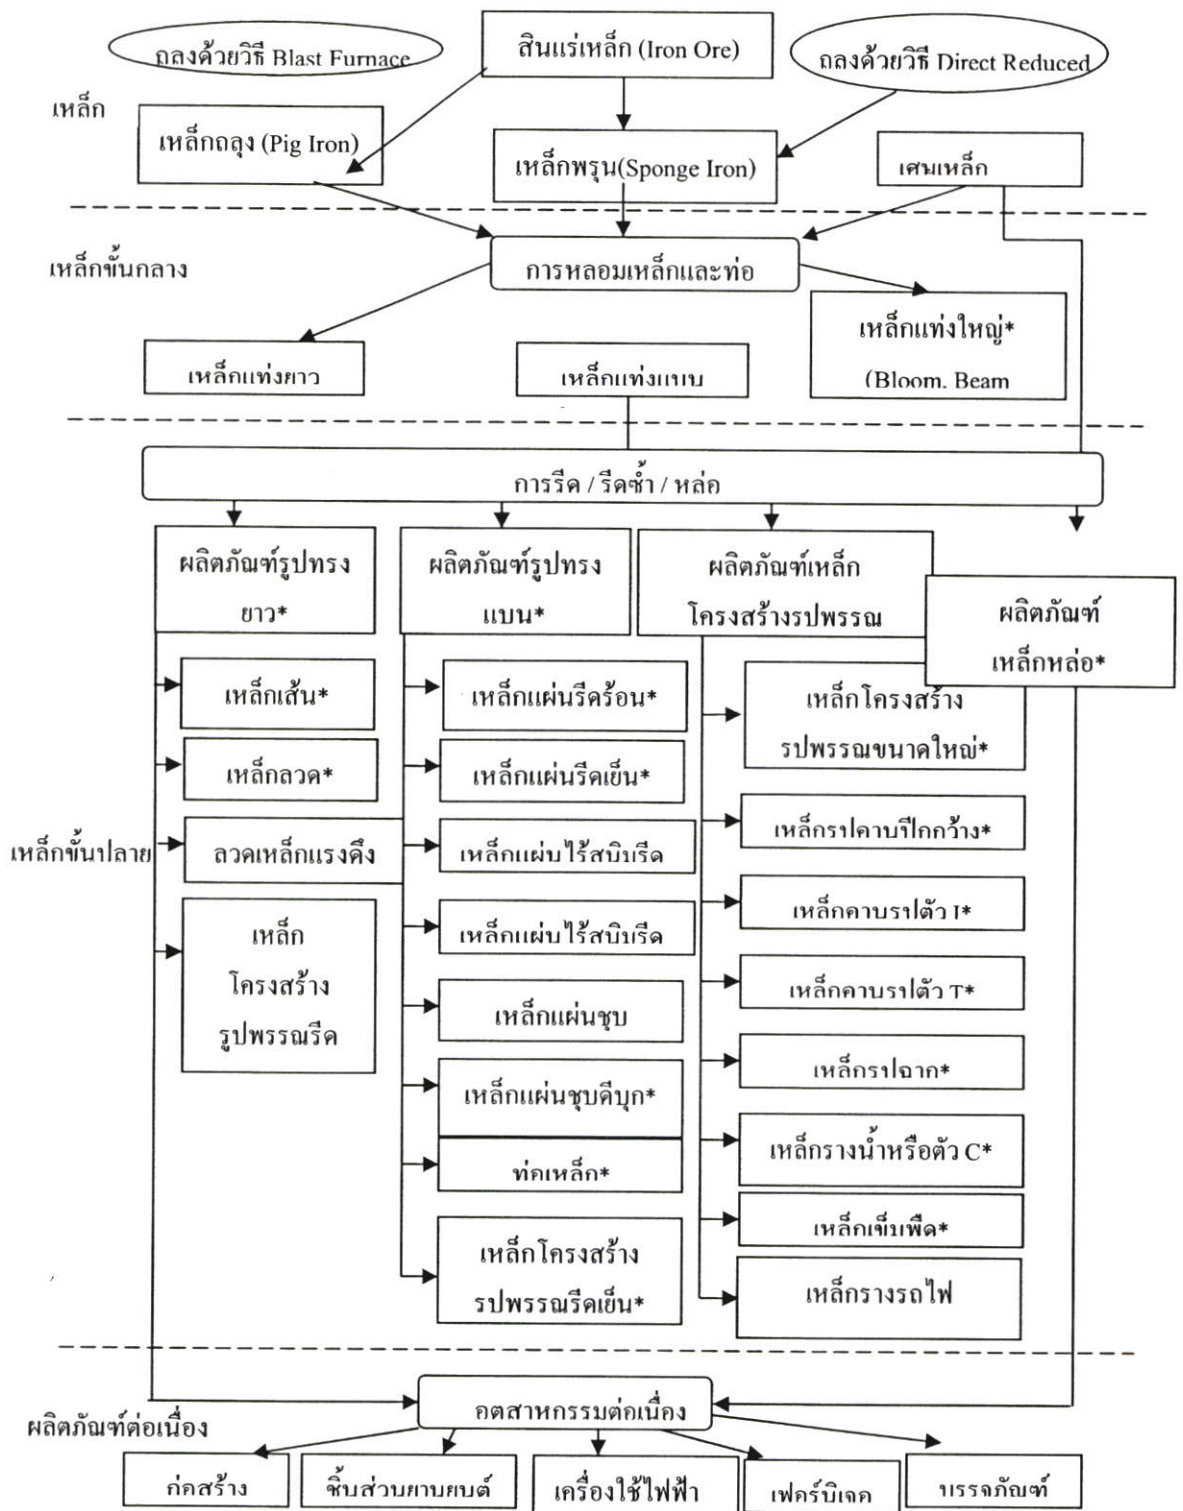 ถลงด้วยวิธี Blast Furnace
สินแร่เหล็ก (Iron Ore)
ถลงด้วยวิธี Direct Reduced
เหล็ก
เหล็กถลุง (Pig Iron)
เหล็กพรุน(Sponge Iron)
เศษเหล็ก
เหล็กขั้นกลาง
การหลอมเหล็กและท่อ
เหล็กแท่งใหญ่*
(Bloom. Beam
เหล็กแท่งยาว
เหล็กแท่งแบบ
การรีด / รีดซ้ำ / หล่อ
ผลิตภัณฑ์รูปทรง
ยาว*
ผลิตภัณฑ์รูปทรง
แบน*
ผลิตภัณฑ์เหล็ก
โครงสร้างรปพรรณ
ผลิตภัณฑ์
เหล็กหล่อ*
เหล็กขั้นปลาย
เหล็กเส้น*
เหล็กลวด*
ลวดเหล็กแรงดึง
เหล็ก
โครงสร้าง
รูปพรรณรีด
เหล็กแผ่นรีดร้อน*
เหล็กแผ่นรีดเย็น*
เหล็กแผ่นไร้สนิมรีด
เหล็กแผ่นไร้สนิมรีด
เหล็กแผ่นชุบ
เหล็กแผ่นชุบดีบุก*
ท่อเหล็ก*
เหล็กโครงสร้าง
รปพรรณรีดเย็น*
เหล็กโครงสร้าง
รปพรรณขนาดใหญ่*
เหล็กรปคานปีกกว้าง*
เหล็กคานรปตัว I*
เหล็กคานรปตัว T*
เหล็กรปฉาก*
เหล็กรางน้ำหรือตัว C*
เหล็กเข็มพืด*
เหล็กรางรถไฟ
ผลิตภัณฑ์ต่อเนื่อง
อตสาหกรรมต่อเนื่อง
ก่อสร้าง
ชิ้นส่วนยานยนต์
เครื่องใช้ไฟฟ้า
เฟอร์นิเจอ
บรรจภัณฑ์